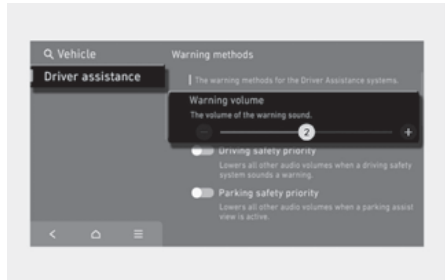 Vehicle
Warning methods
Driver assistance
The warning methods for the Driver Assistance systems.
Warning volume
The volume of the warning sound.
2
Driving safety priority
Lowers all other audio volumes when a driving safety
system sounds a warning.
Parking safety priority
Lowers all other audio volumes when a parking assist
view is active.